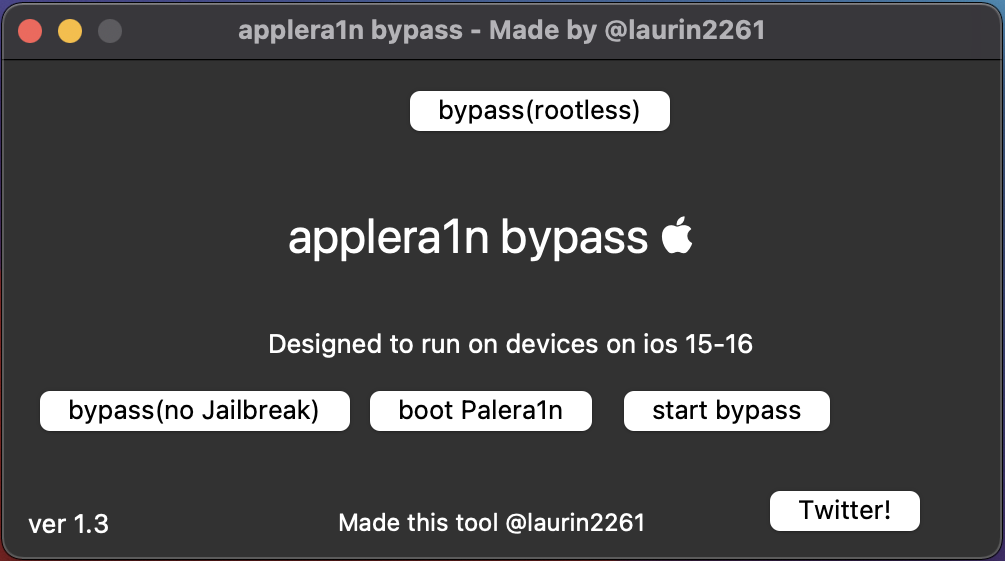 applera1n bypass - Made by @laurin2261
bypass(rootless)
applera1n bypass
Designed to run on devices on ios 15-16
bypass(no Jailbreak) boot Palera1n start bypass
Twitter!
ver 1.3 Made this tool @laurin2261